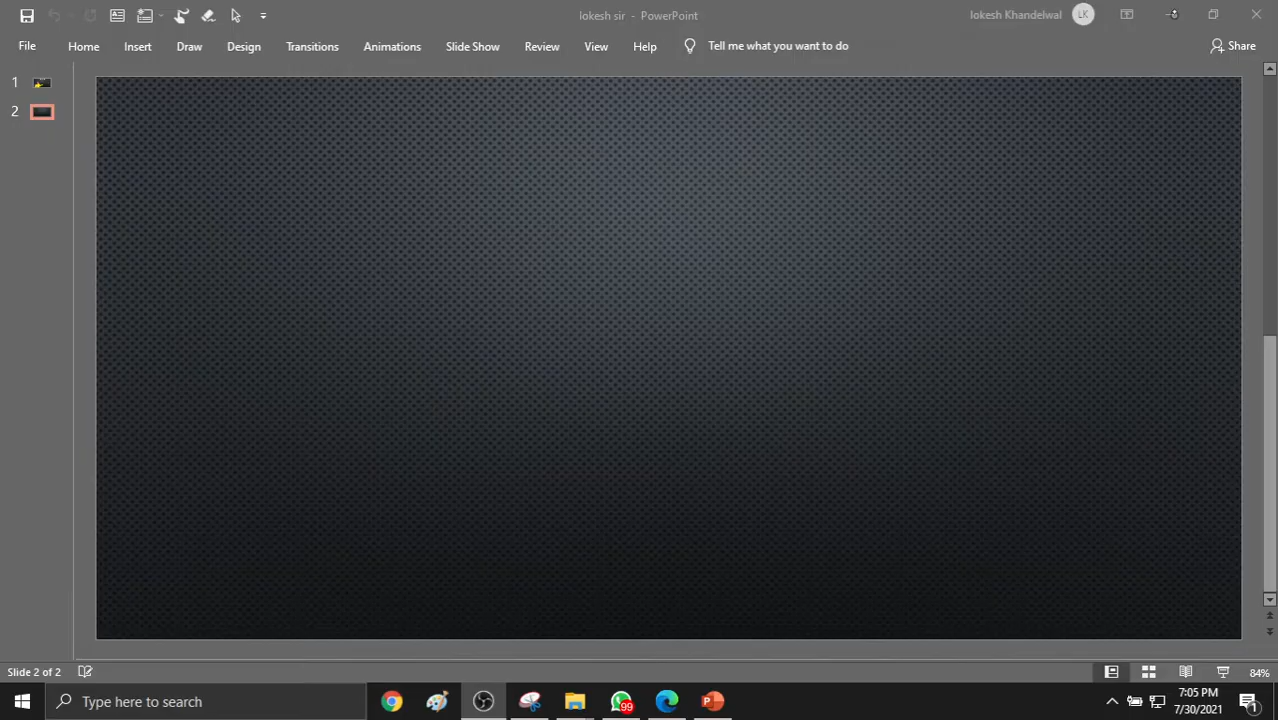 lokesh sir - PowerPoint
lokesh Khandelwal LK
File Home Insert Draw Design Transitions Animations Slide Show Review View Help Tell me what you want to do Share
1
2
Slide 2 of 2
84%
Type here to search
99
7:05 PM
7/30/2021
1